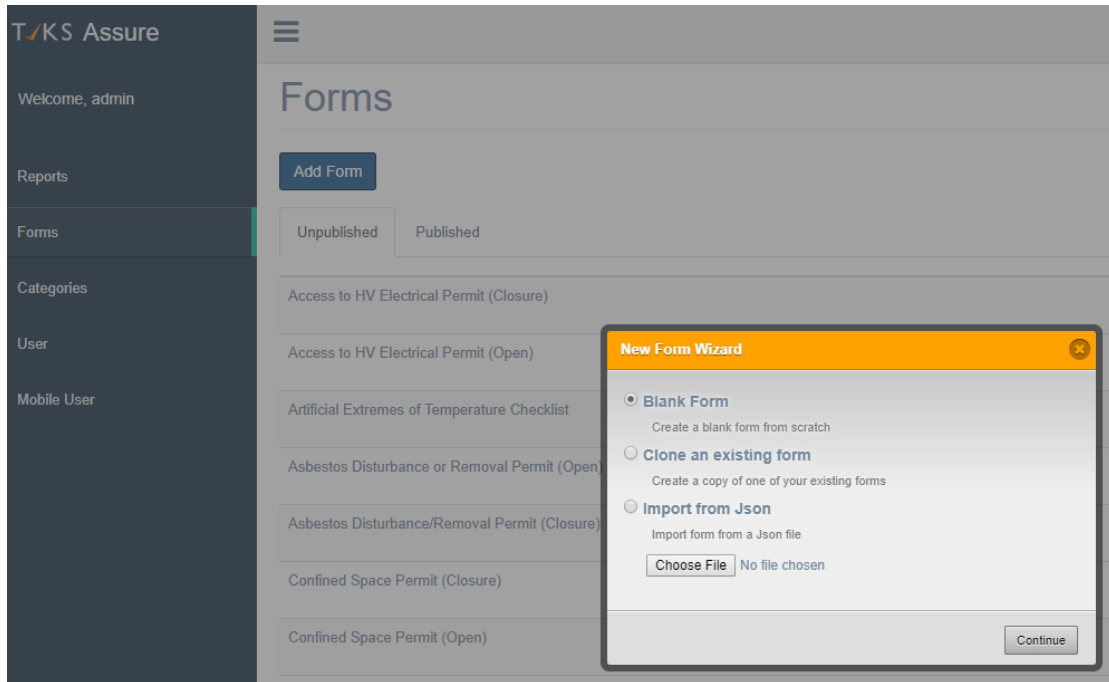 T✓KS Assure
Welcome, admin
Reports
Forms
Categories
User
Mobile User
Forms
Add Form
Unpublished Published
Access to HV Electrical Permit (Closure)
Access to HV Electrical Permit (Open)
Artificial Extremes of Temperature Checklist
Asbestos Disturbance or Removal Permit (Open)
Asbestos Disturbance/Removal Permit (Closure)
Confined Space Permit (Closure)
Confined Space Permit (Open)
New Form Wizard
Blank Form
Create a blank form from scratch
Clone an existing form
Create a copy of one of your existing forms
Import from Json
Import form from a Json file
Choose File No file chosen
Continue